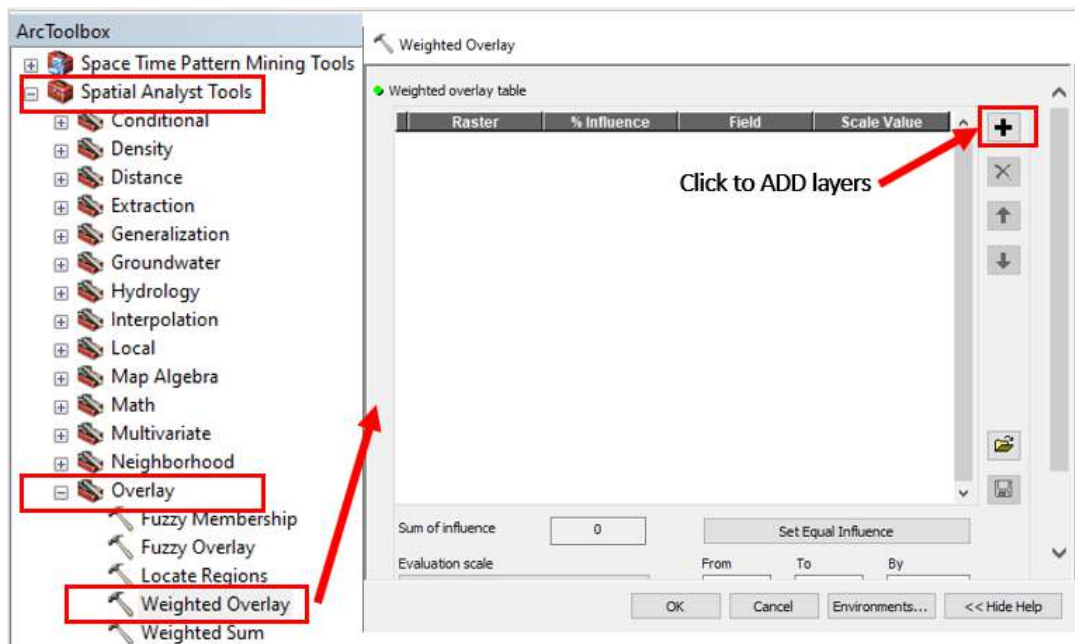 ArcToolbox
Space Time Pattern Mining Tools
Spatial Analyst Tools
Conditional
Density
Distance
Extraction
Generalization
Groundwater
Hydrology
Interpolation
Local
Map Algebra
Math
Multivariate
Neighborhood
Overlay
Fuzzy Membership
Fuzzy Overlay
Locate Regions
Weighted Overlay
Weighted Sum
Weighted Overlay
Weighted overlay table
Raster % Influence Field Scale Value
Click to ADD layers
Sum of influence 0 Set Equal Influence
Evaluation scale From To By
OK Cancel Environments... << Hide Help